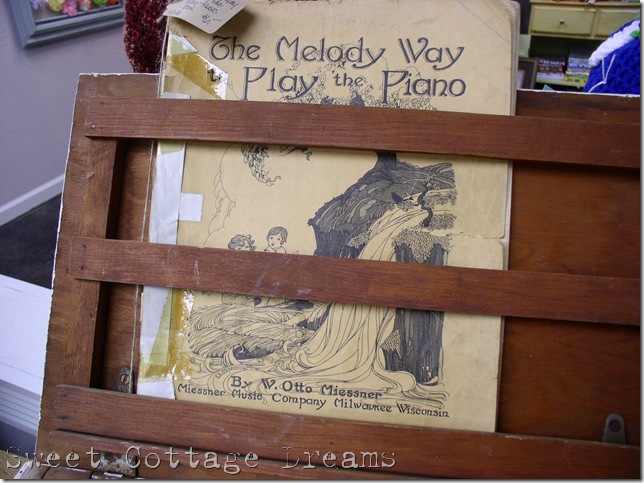 The Melody Way
Play the Piano
By W. Otto Miessner
Miessner Music Company Milwaukee Wisconsin
Sweet Cottage Dreams